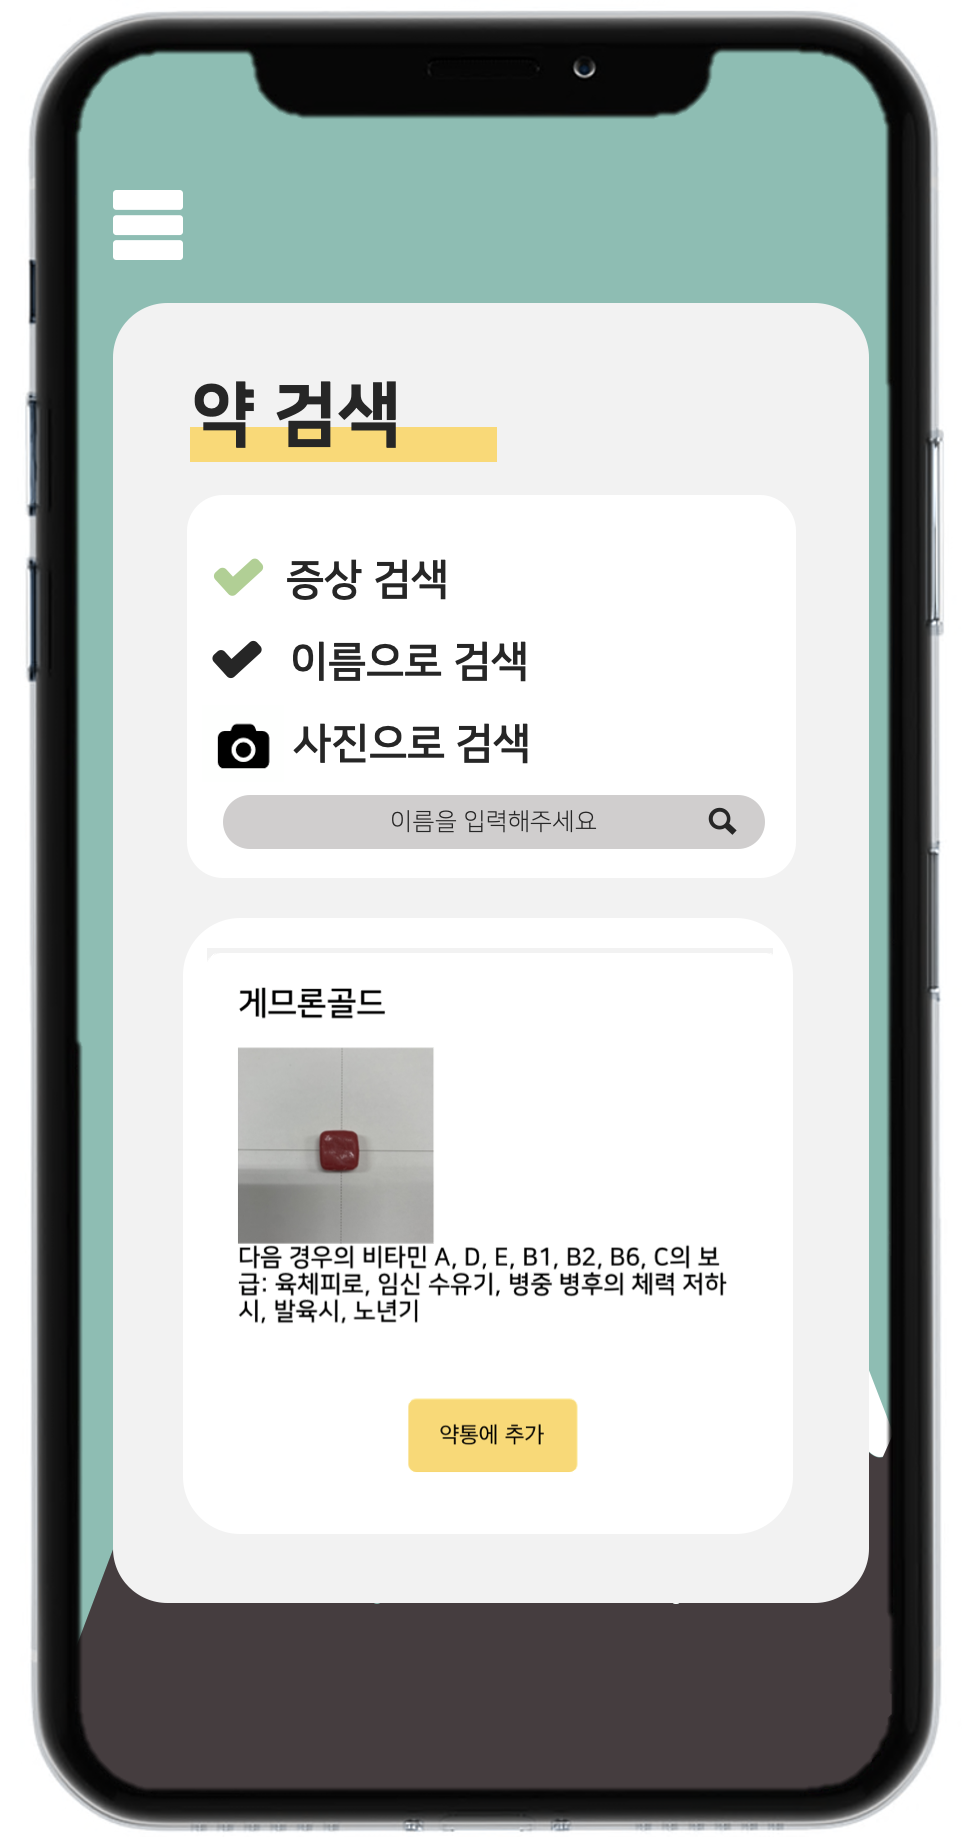 약 검색
증상 검색
이름으로 검색
사진으로 검색
이름을 입력해주세요
게므론골드
다음 경우의 비타민 A, D, E, B1, B2, B6, C의 보
급: 육체피로, 임신 수유기, 병중 병후의 체력 저하
시, 발육시, 노년기
약통에 추가